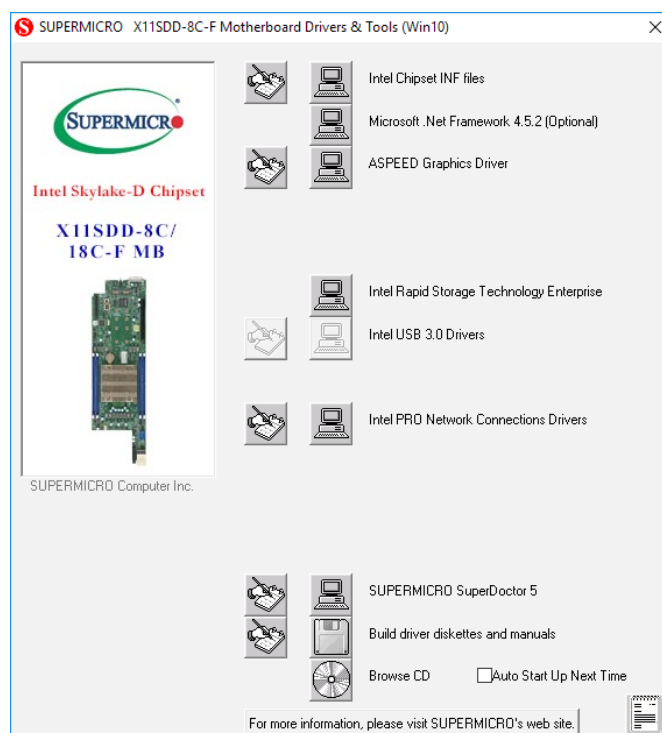 SUPERMICRO X11SDD-8C-F Motherboard Drivers & Tools (Win10)
SUPERMICR
Intel Skylake-D Chipset
X11SDD-8C/
18C-F MB
SUPERMICRO Computer Inc.
Intel Chipset INF files
Microsoft .Net Framework 4.5.2 (Optional)
ASPEED Graphics Driver
Intel Rapid Storage Technology Enterprise
Intel USB 3.0 Drivers
Intel PRO Network Connections Drivers
SUPERMICRO SuperDoctor 5
Build driver diskettes and manuals
Browse CD
Auto Start Up Next Time
For more information, please visit SUPERMICRO's web site.